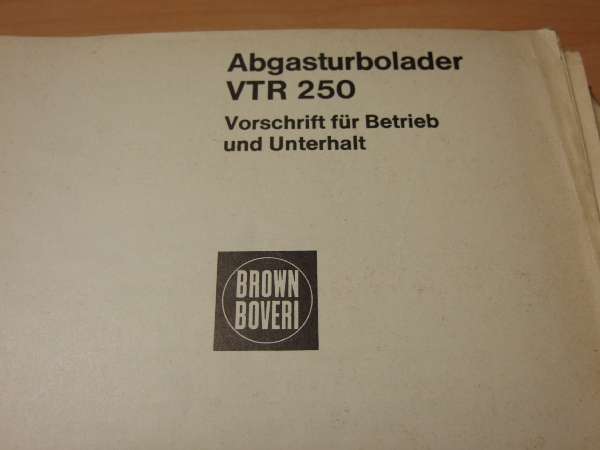 Abgasturbolader
VTR 250
Vorschrift für Betrieb
und Unterhalt
BROWN
BOVERI